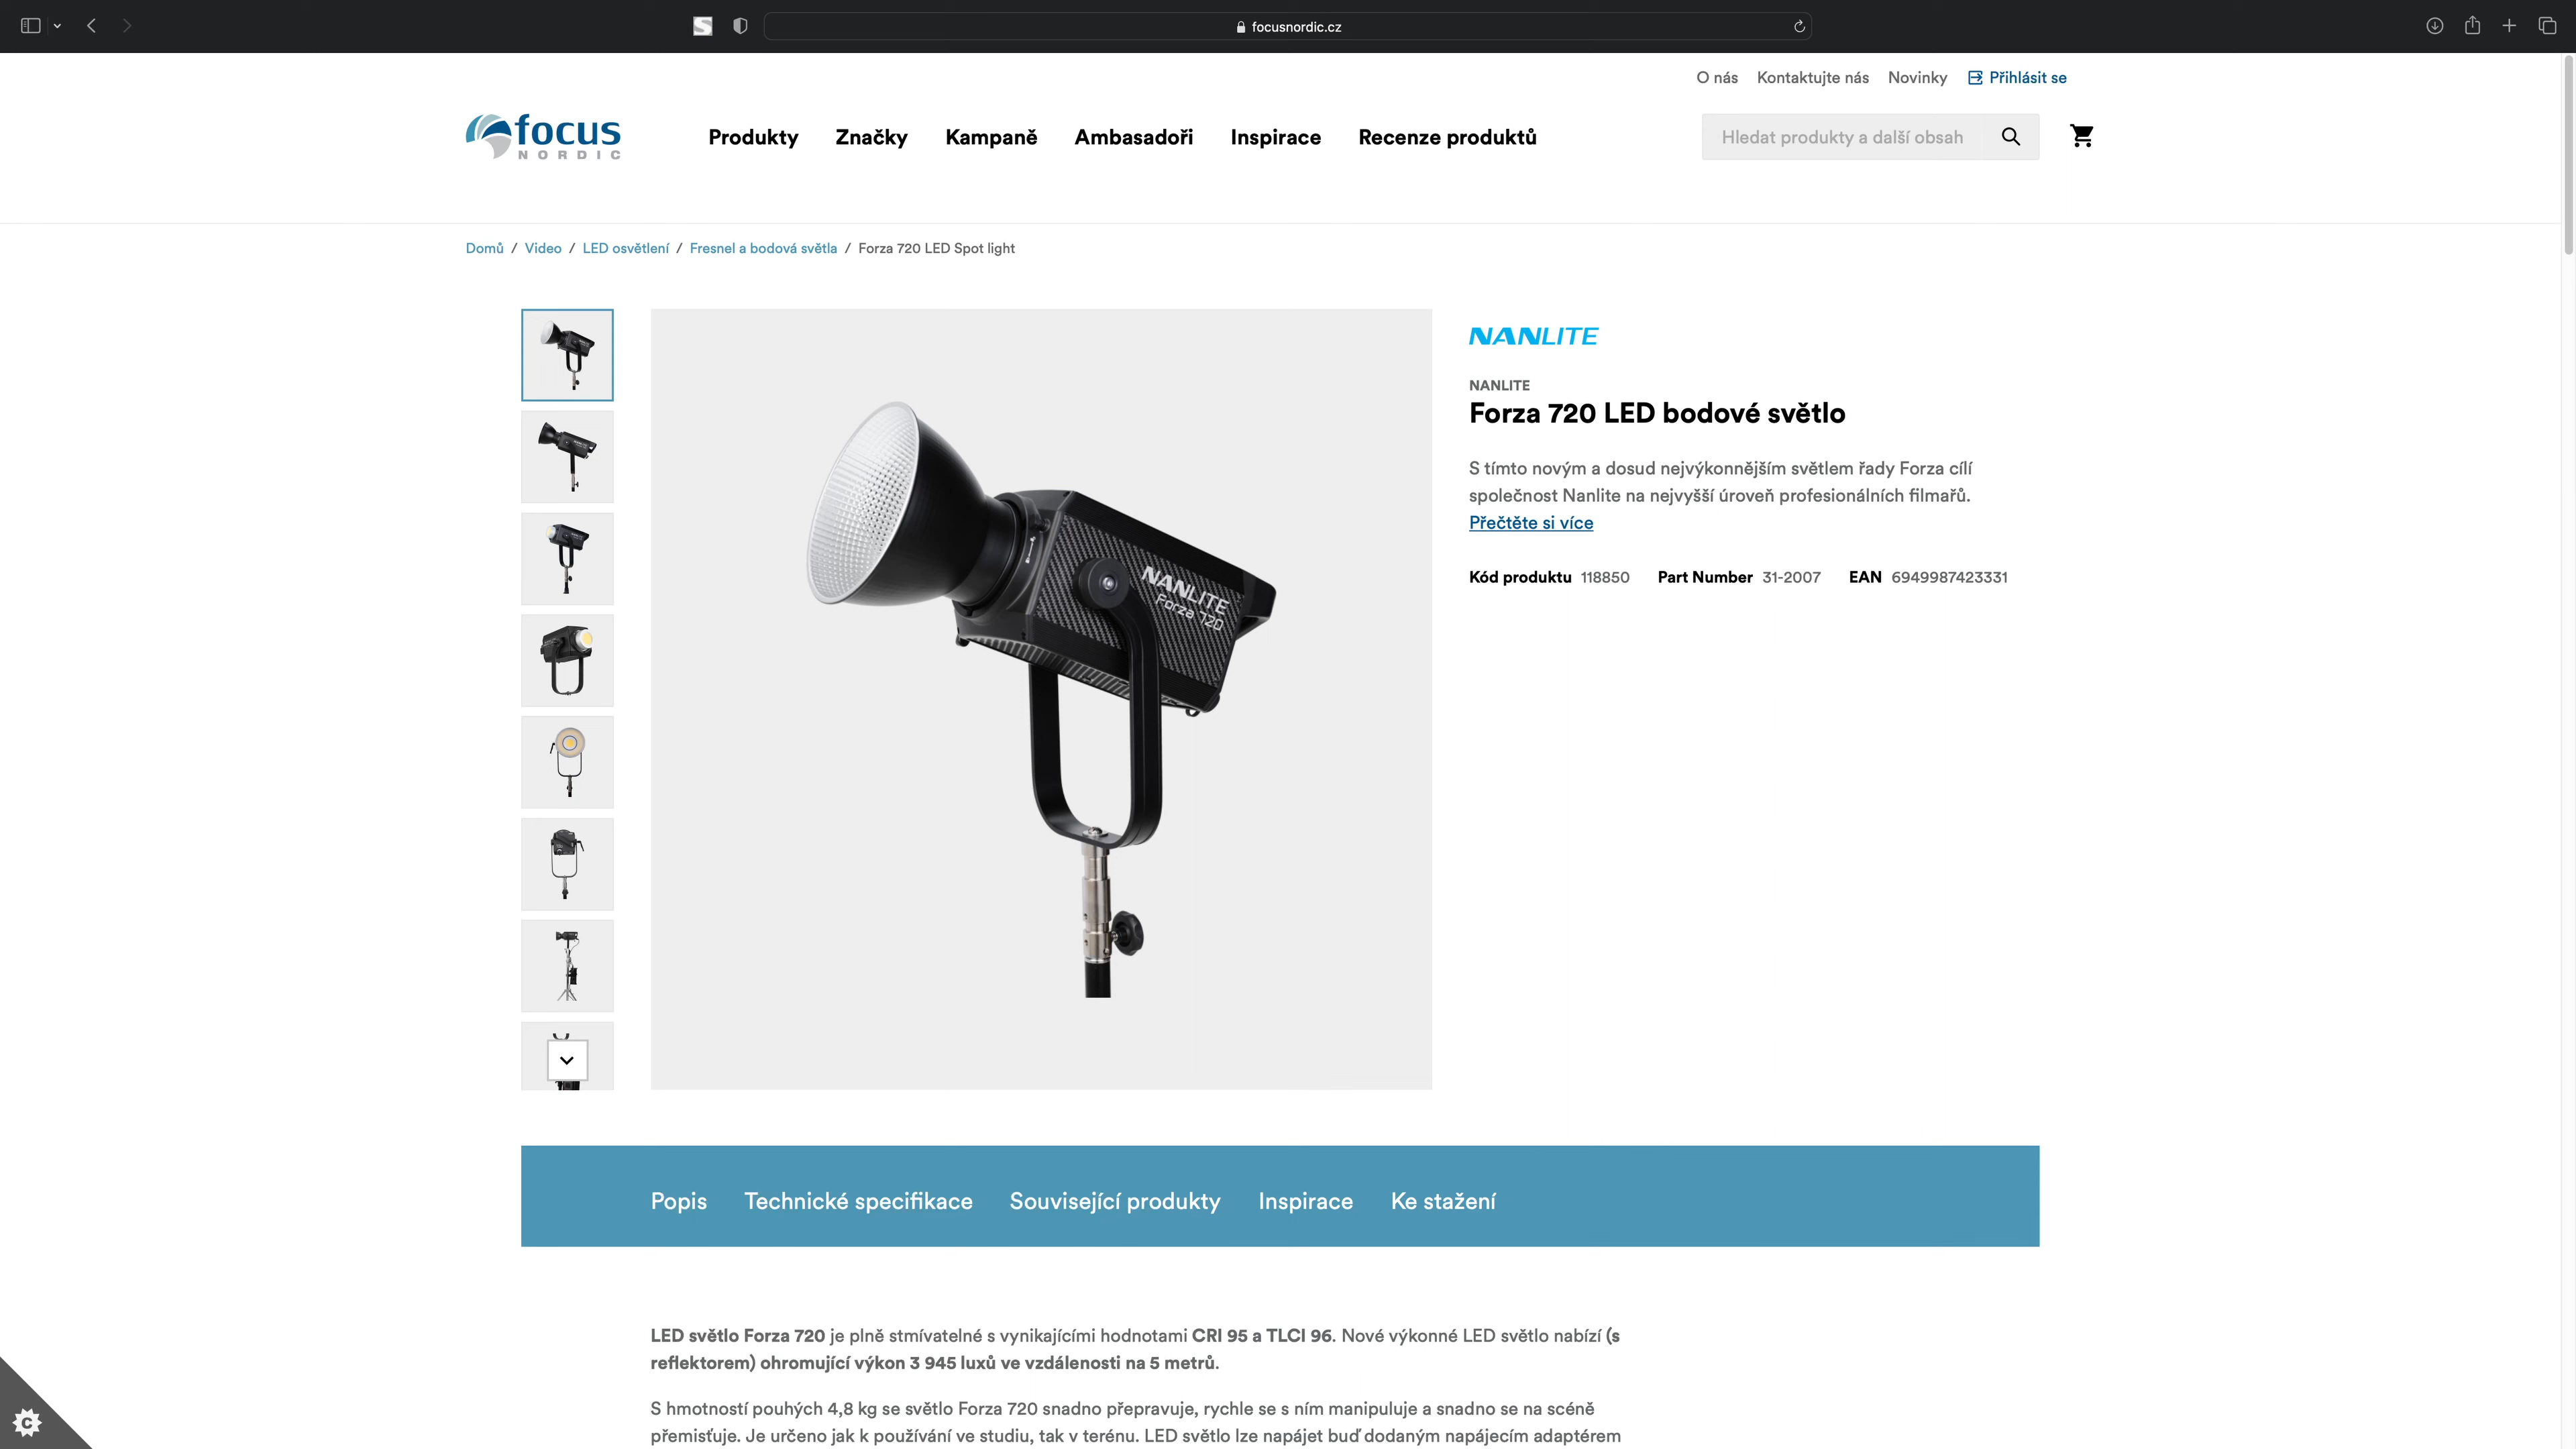 focusnordic.cz
O nás Kontaktujte nás Novinky Přihlásit se
focus
NORDIC
Produkty Značky Kampaně Ambasadoři Inspirace Recenze produktů
Hledat produkty a další obsah
Domů / Video / LED osvětlení / Fresnel a bodová světla / Forza 720 LED Spot light
NANLITE
NANLITE
Forza 720 LED bodové světlo
S tímto novým a dosud nejvýkonnějším světlem řady Forza cílí
společnost Nanlite na nejvyšší úroveň profesionálních filmařů.
Přečtěte si více
Kód produktu 118850 Part Number 31-2007 EAN 6949987423331
NANLITE
Forza 720
Popis Technické specifikace Související produkty Inspirace Ke stažení
LED světlo Forza 720 je plně stmívatelné s vynikajícími hodnotami CRI 95 a TLCI 96. Nové výkonné LED světlo nabízí (s
reflektorem) ohromující výkon 3 945 luxů ve vzdálenosti na 5 metrů.
S hmotností pouhých 4,8 kg se světlo Forza 720 snadno přepravuje, rychle se s ním manipuluje a snadno se na scéně
přemisťuje. Je určeno jak k používání ve studiu, tak v terénu. LED světlo lze napájet buď dodaným napájecím adaptérem